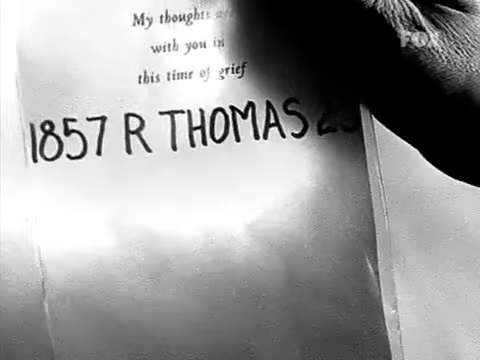 My thoughts are
with you in
this time of grief
1857 R THOMAS
FOX